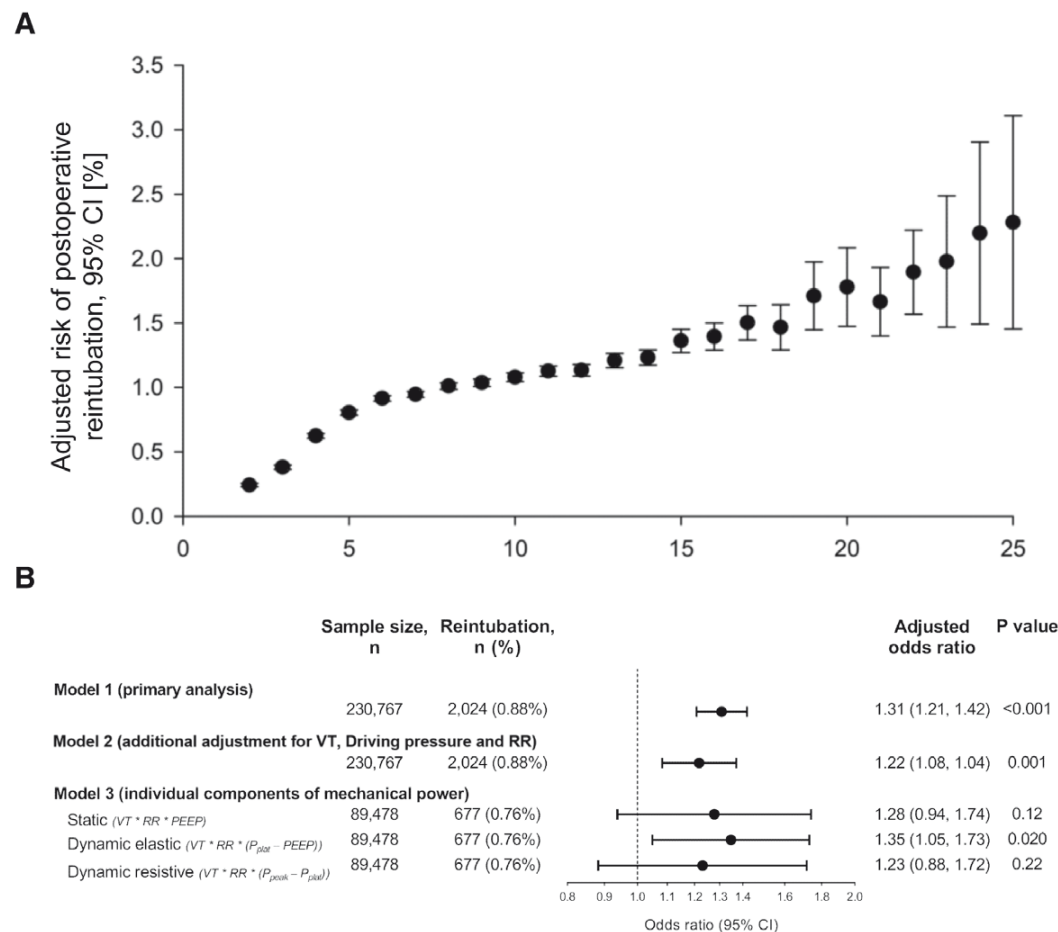 A
Adjusted risk of postoperative
reintubation, 95% CI [%]
3.5
3.0
2.5
2.0
1.5
1.0
0.5
0.0
0 5 10 15 20 25
B
Sample size, n
Reintubation, n (%)
Adjusted odds ratio
P value
Model 1 (primary analysis)
230,767 2,024 (0.88%) 1.31 (1.21, 1.42) <0.001
Model 2 (additional adjustment for VT, Driving pressure and RR)
230,767 2,024 (0.88%) 1.22 (1.08, 1.04) 0.001
Model 3 (individual components of mechanical power)
Static (VT * RR * PEEP) 89,478 677 (0.76%) 1.28 (0.94, 1.74) 0.12
Dynamic elastic (VT * RR * (Pplat – PEEP)) 89,478 677 (0.76%) 1.35 (1.05, 1.73) 0.020
Dynamic resistive (VT * RR * (Ppeak – Pplat)) 89,478 677 (0.76%) 1.23 (0.88, 1.72) 0.22
0.8 0.9 1.0 1.1 1.2 1.3 1.4 1.6 1.8 2.0
Odds ratio (95% CI)